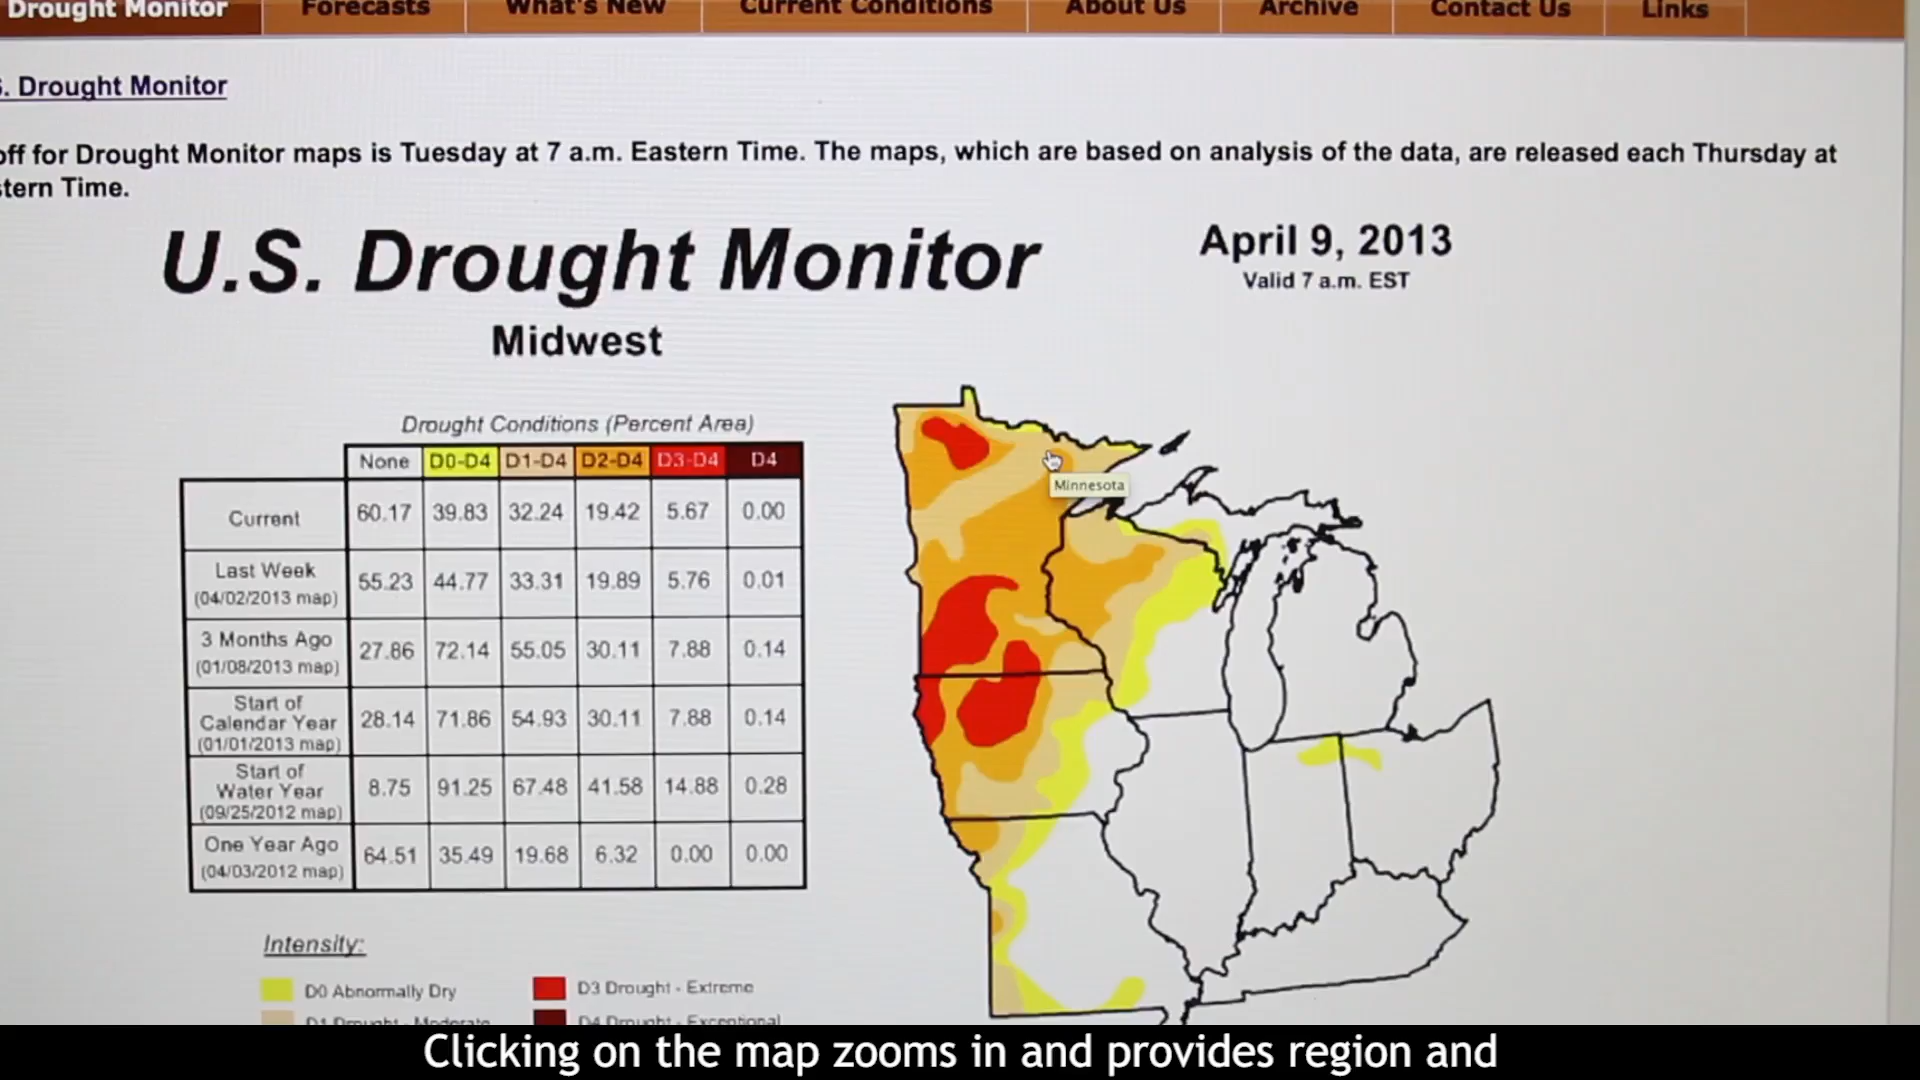 Drought Monitor Forecasts What's New Current Conditions About Us Archive Contact Us Links
. Drought Monitor
off for Drought Monitor maps is Tuesday at 7 a.m. Eastern Time. The maps, which are based on analysis of the data, are released each Thursday at
stern Time.
U.S. Drought Monitor
April 9, 2013
Valid 7 a.m. EST
Midwest
Drought Conditions (Percent Area)
None D0-D4 D1-D4 D2-D4 D3-D4 D4
Current 60.17 39.83 32.24 19.42 5.67 0.00
Last Week
(04/02/2013 map) 55.23 44.77 33.31 19.89 5.76 0.01
3 Months Ago
(01/08/2013 map) 27.86 72.14 55.05 30.11 7.88 0.14
Start of
Calendar Year
(01/01/2013 map) 28.14 71.86 54.93 30.11 7.88 0.14
Start of
Water Year
(09/25/2012 map) 8.75 91.25 67.48 41.58 14.88 0.28
One Year Ago
(04/03/2012 map) 64.51 35.49 19.68 6.32 0.00 0.00
Minnesota
Intensity:
D0 Abnormally Dry
D3 Drought - Extreme
D1 Drought - Moderate
D4 Drought - Exceptional
Clicking on the map zooms in and provides region and